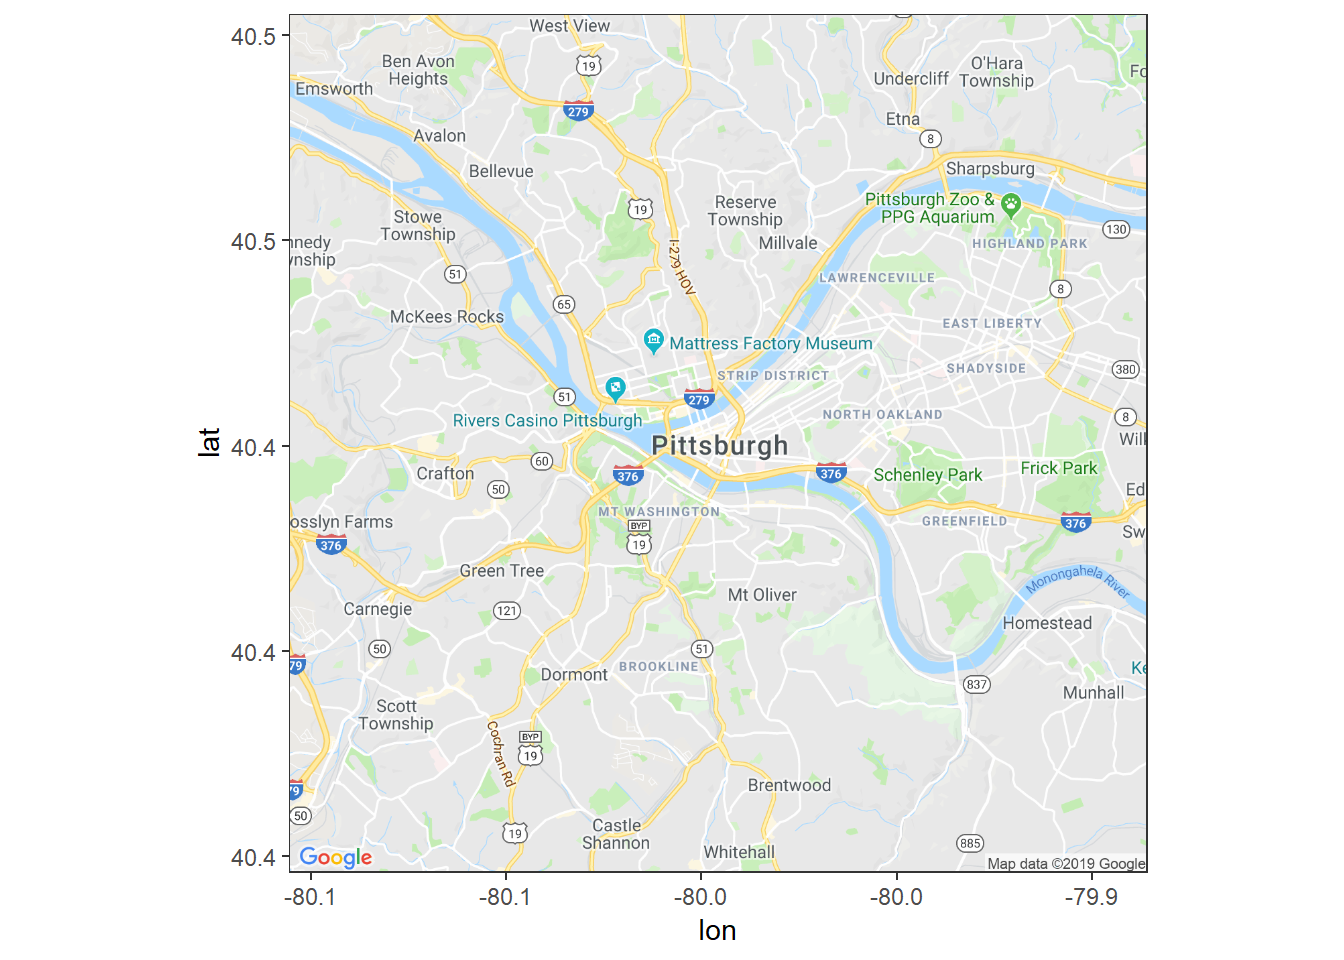 West View
40.5
Ben Avon
Heights
19
O'Hara
Township
Undercliff
Fo
Emsworth
279
Etna
Avalon
8
Bellevue
Sharpsburg
Pittsburgh Zoo &
PPG Aquarium
Reserve
Township
19
Stowe
Township
130
40.5
nnedy
vnship
I-279 HOV
Millvale
HIGHLAND PARK
51
LAWRENCEVILLE
8
65
McKees Rocks
EAST LIBERTY
Mattress Factory Museum
STRIP DISTRICT
SHADYSIDE
380
51
279
Rivers Casino Pittsburgh
NORTH OAKLAND
8
lat
40.4
Pittsburgh
Wilk
60
Crafton
376
376
Schenley Park
Frick Park
50
Ed
osslyn Farms
MT WASHINGTON
GREENFIELD
376
BYP
19
Sw
376
Green Tree
Monongahela River
Mt Oliver
Carnegie
121
Homestead
50
51
40.4
79
BROOKLINE
Ke
Dormont
837
Munhall
Scott
Township
Cochran Rd
BYP
19
79
Brentwood
50
Castle
Shannon
19
Whitehall
885
40.4
Google
Map data ©2019 Google
-80.1
-80.1
-80.0
-80.0
-79.9
lon